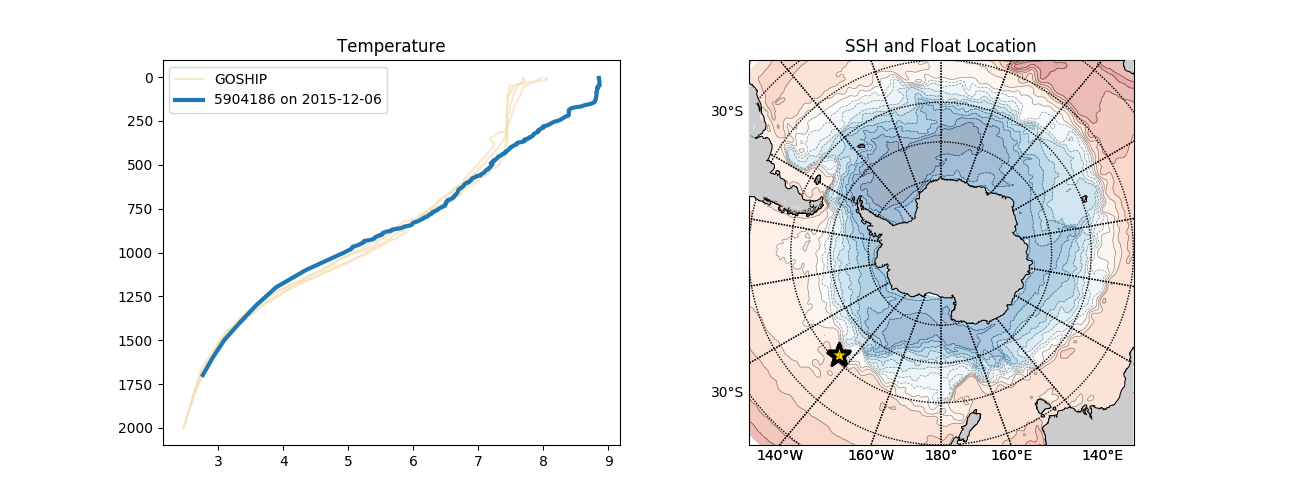 Temperature
GOSHIP
5904186 on 2015-12-06
0
250
500
750
1000
1250
1500
1750
2000
3 4 5 6 7 8 9
SSH and Float Location
30°S
30°S
140°W 160°W 180° 160°E 140°E